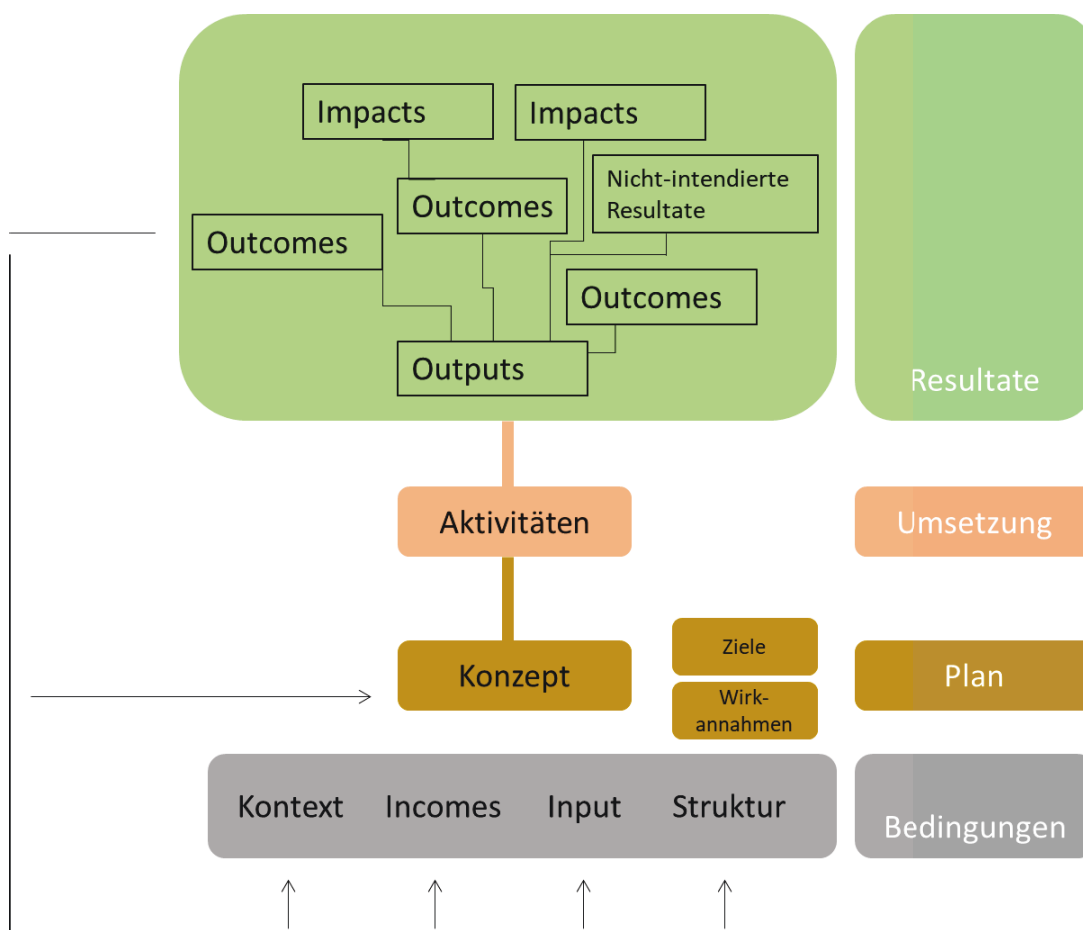 Impacts
Impacts
Nicht-intendierte
Resultate
Outcomes
Outcomes
Outcomes
Outputs
Resultate
Aktivitäten
Umsetzung
Ziele
Konzept
Plan
Wirk-
annahmen
Kontext Incomes Input Struktur
Bedingungen